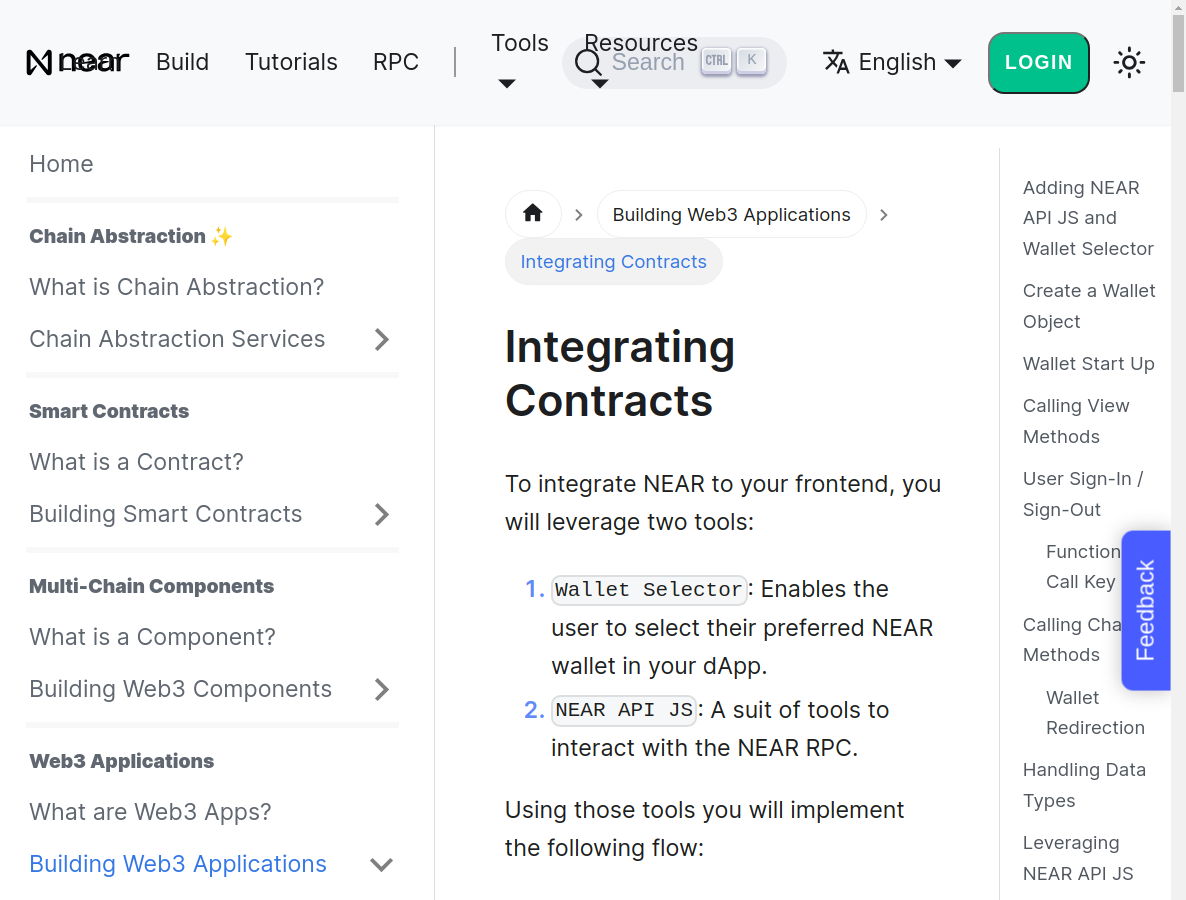 near Learn Build Tutorials RPC Tools Resources Search CTRL K English LOGIN
Home
Chain Abstraction ✨
What is Chain Abstraction?
Chain Abstraction Services
Smart Contracts
What is a Contract?
Building Smart Contracts
Multi-Chain Components
What is a Component?
Building Web3 Components
Web3 Applications
What are Web3 Apps?
Building Web3 Applications
Building Web3 Applications
Integrating Contracts
Integrating
Contracts
To integrate NEAR to your frontend, you
will leverage two tools:
1. Wallet Selector: Enables the
user to select their preferred NEAR
wallet in your dApp.
2. NEAR API JS: A suit of tools to
interact with the NEAR RPC.
Using those tools you will implement
the following flow:
Adding NEAR
API JS and
Wallet Selector
Create a Wallet
Object
Wallet Start Up
Calling View
Methods
User Sign-In /
Sign-Out
Function
Call Key
Calling Cha
Methods
Wallet
Redirection
Handling Data
Types
Leveraging
NEAR API JS
Feedback